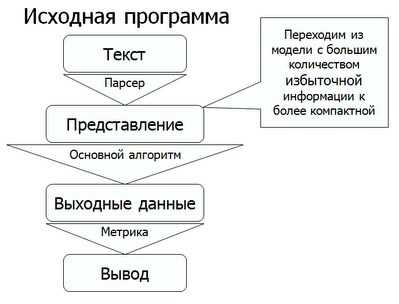 Исходная программа
Текст
Парсер
Представление
Основной алгоритм
Выходные данные
Метрика
Вывод
Переходим из
модели с большим
количеством
избыточной
информации к
более компактной